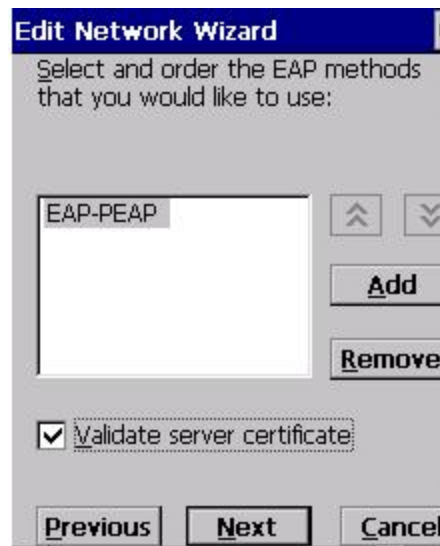 Edit Network Wizard
Select and order the EAP methods
that you would like to use:
EAP-PEAP
Add
Remove
Validate server certificate
Previous Next Cancel